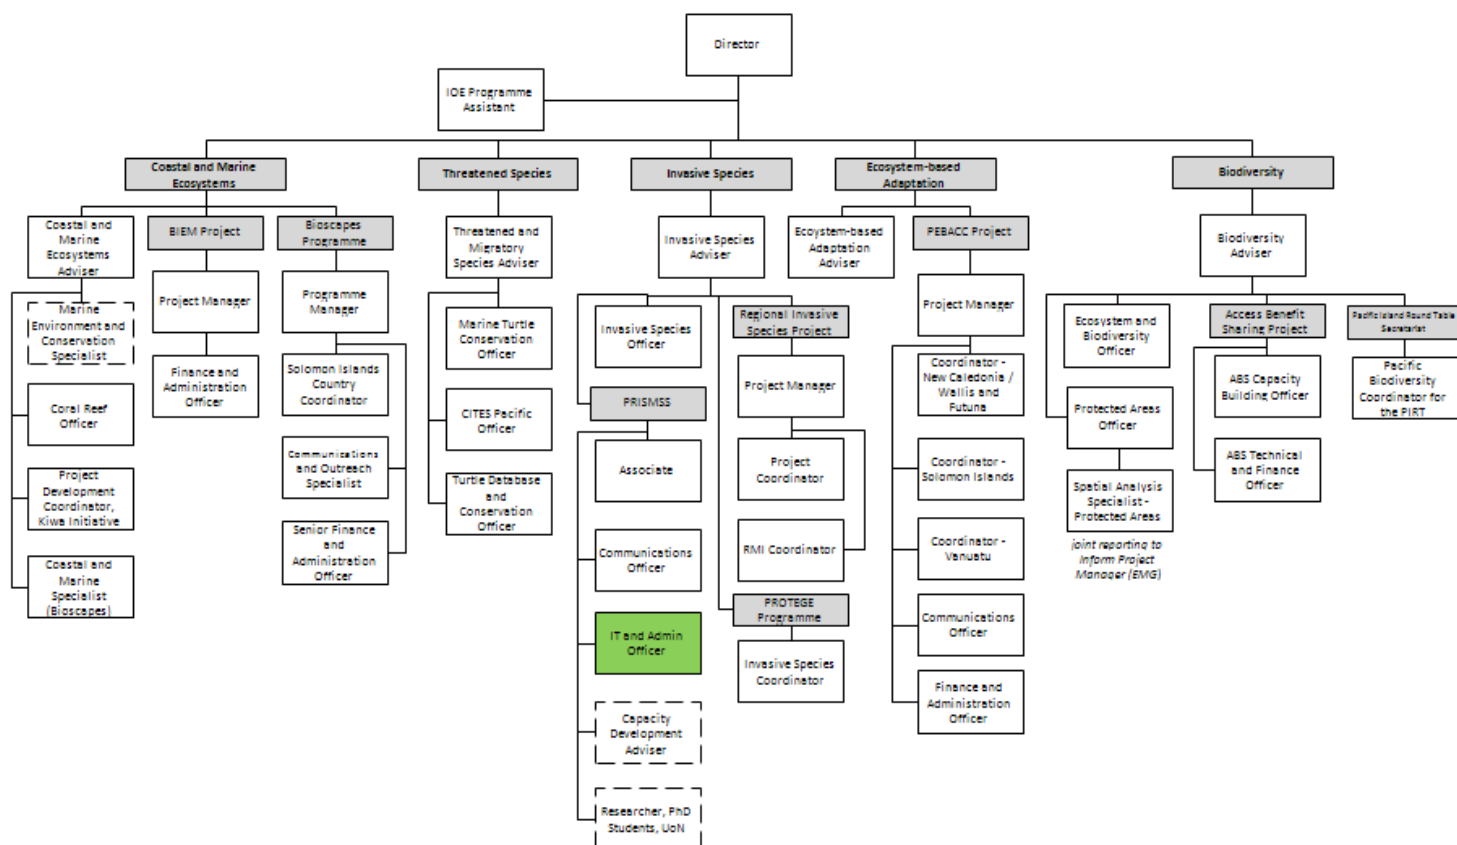 Director
IOE Programme
Assistant
Coastal and Marine
Ecosystems
Threatened Species
Invasive Species
Ecosystem-based
Adaptation
Biodiversity
Coastal and
Marine
Ecosystems
Adviser
BIEM Project
Bioscapes
Programme
Threatened and
Migratory
Species Adviser
Invasive Species
Adviser
Ecoystem-based
Adaptation
Adviser
PEBACC Project
Biodiversity
Adviser
Marine
Environment and
Conservation
Specialist
Project Manager
Programme
Manager
Marine Turtle
Conservation
Officer
Invasive Species
Officer
Regional Invasive
Species Project
Project Manager
Ecosystem and
Biodiversity
Officer
Access Benefit
Sharing Project
Pacific Island Round Table
Secretariat
Coral Reef
Officer
Finance and
Administration
Officer
Solomon Islands
Country
Coordinator
CITES Pacific
Officer
PRISMSS
Project Manager
Coordinator -
New Caledonia /
Wallis and
Futuna
Protected Areas
Officer
ABS Capacity
Building Officer
Pacific
Biodiversity
Coordinator for
the PIRT
Project
Development
Coordinator,
Kiwa Initiative
Communications
and Outreach
Specialist
Turtle Database
and
Conservation
Officer
Associate
Project
Coordinator
Coordinator -
Solomon Islands
Spatial Analysis
Specialist -
Protected Areas
joint reporting to
Inform Project
Manager (EMG)
ABS Technical
and Finance
Officer
Coastal and
Marine
Specialist
(Bioscapes)
Senior Finance
and
Administration
Officer
Communications
Officer
RMI Coordinator
Coordinator -
Vanuatu
IT and Admin
Officer
PROTEGE
Programme
Invasive Species
Coordinator
Communications
Officer
Capacity
Development
Adviser
Finance and
Administration
Officer
Researcher, PhD
Students, UoN